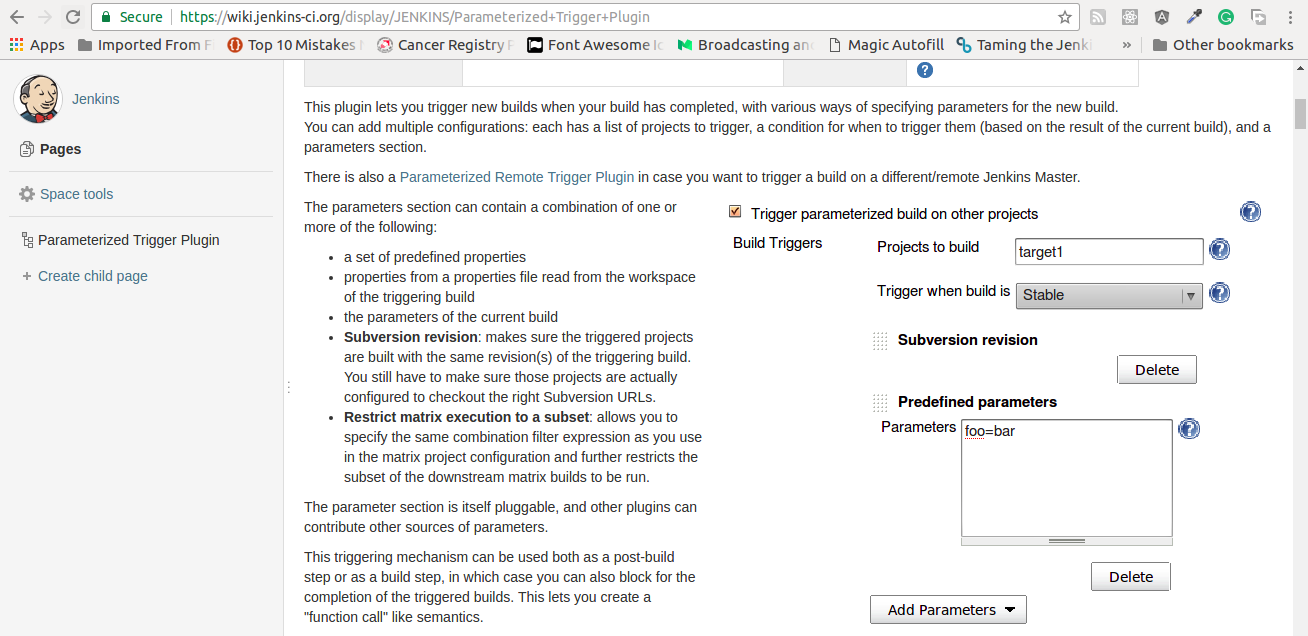 Secure https://wiki.jenkins-ci.org/display/JENKINS/Parameterized+Trigger+Plugin
Apps Imported From F Top 10 Mistakes Cancer Registry Font Awesome Ic Broadcasting an Magic Autofill Taming the Jenki » Other bookmarks
Jenkins
Pages
Space tools
Parameterized Trigger Plugin
+ Create child page
This plugin lets you trigger new builds when your build has completed, with various ways of specifying parameters for the new build.
You can add multiple configurations: each has a list of projects to trigger, a condition for when to trigger them (based on the result of the current build), and a
parameters section.
There is also a Parameterized Remote Trigger Plugin in case you want to trigger a build on a different/remote Jenkins Master.
The parameters section can contain a combination of one or
more of the following:
• a set of predefined properties
• properties from a properties file read from the workspace
of the triggering build
• the parameters of the current build
• Subversion revision: makes sure the triggered projects
are built with the same revision(s) of the triggering build.
You still have to make sure those projects are actually
configured to checkout the right Subversion URLs.
• Restrict matrix execution to a subset: allows you to
specify the same combination filter expression as you use
in the matrix project configuration and further restricts the
subset of the downstream matrix builds to be run.
The parameter section is itself pluggable, and other plugins can
contribute other sources of parameters.
This triggering mechanism can be used both as a post-build
step or as a build step, in which case you can also block for the
completion of the triggered builds. This lets you create a
"function call" like semantics.
?
Trigger parameterized build on other projects ?
Build Triggers
Projects to build target1 ?
Trigger when build is Stable ?
Subversion revision
Delete
Predefined parameters
Parameters foo=bar ?
Delete
Add Parameters